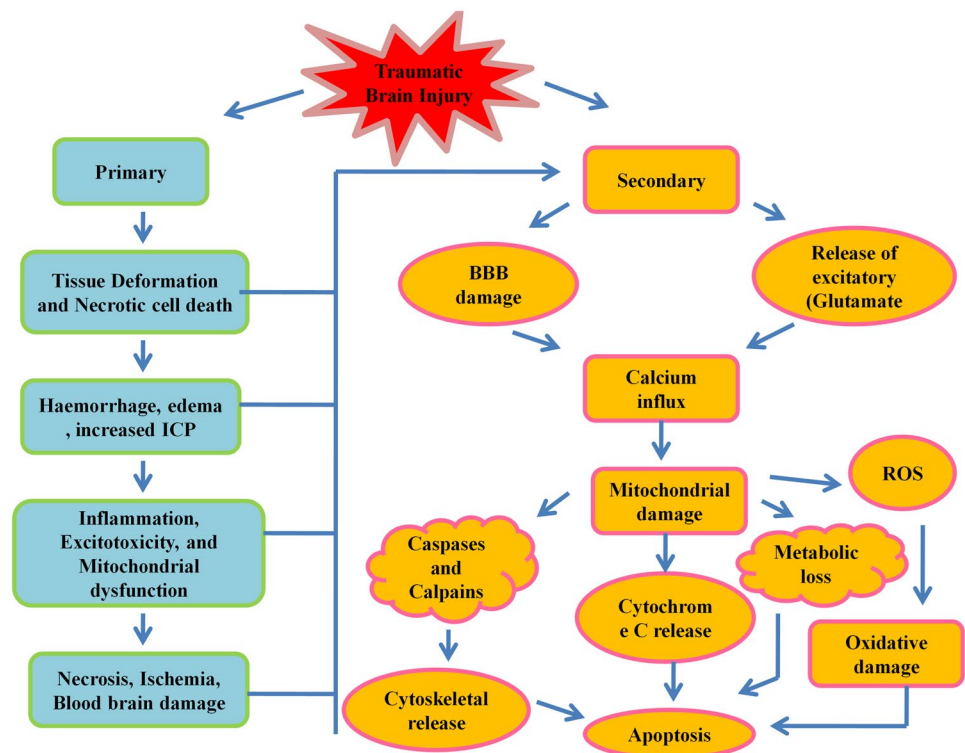 Traumatic
Brain Injury
Primary
Secondary
Tissue Deformation
and Necrotic cell death
BBB
damage
Release of
excitatory
(Glutamate
Haemorrhage, edema
, increased ICP
Calcium
influx
Inflammation,
Excitotoxicity, and
Mitochondrial
dysfunction
Mitochondrial
damage
ROS
Caspases
and
Calpains
Metabolic
loss
Cytochrom
e C release
Necrosis, Ischemia,
Blood brain damage
Oxidative
damage
Cytoskeletal
release
Apoptosis